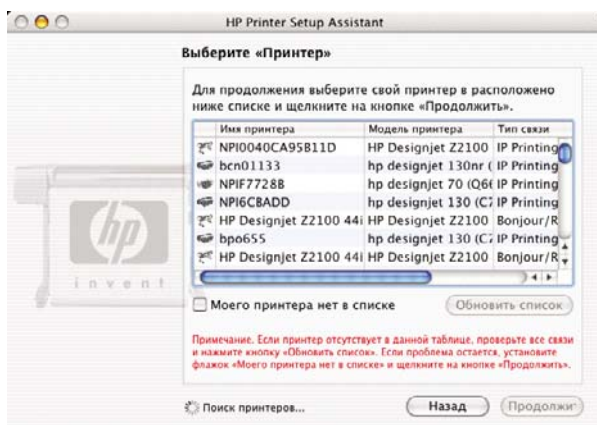 HP Printer Setup Assistant
Выберите «Принтер»
Для продолжения выберите свой принтер в расположено
ниже списке и щелкните на кнопке «Продолжить».
Имя принтера Модель принтера Тип связи
NPI0040CA95B11D HP Designjet Z2100 IP Printing
bcn01133 hp designjet 130nr ( IP Printing
NPIF7728B hp designjet 70 (Q6( IP Printing
NPI6CBADD hp designjet 130 (C7 IP Printing
HP Designjet Z2100 44i HP Designjet Z2100 Bonjour/R
bpo655 hp designjet 130 (C7 IP Printing
HP Designjet Z2100 44i HP Designjet Z2100 Bonjour/R
hp
invent
Моего принтера нет в списке
Обновить список
Примечание. Если принтер отсутствует в данной таблице, проверьте все связи
и нажмите кнопку «Обновить список». Если проблема остается, установите
флажок «Моего принтера нет в списке» и щелкните на кнопке «Продолжить».
Поиск принтеров...
Назад
Продолжи